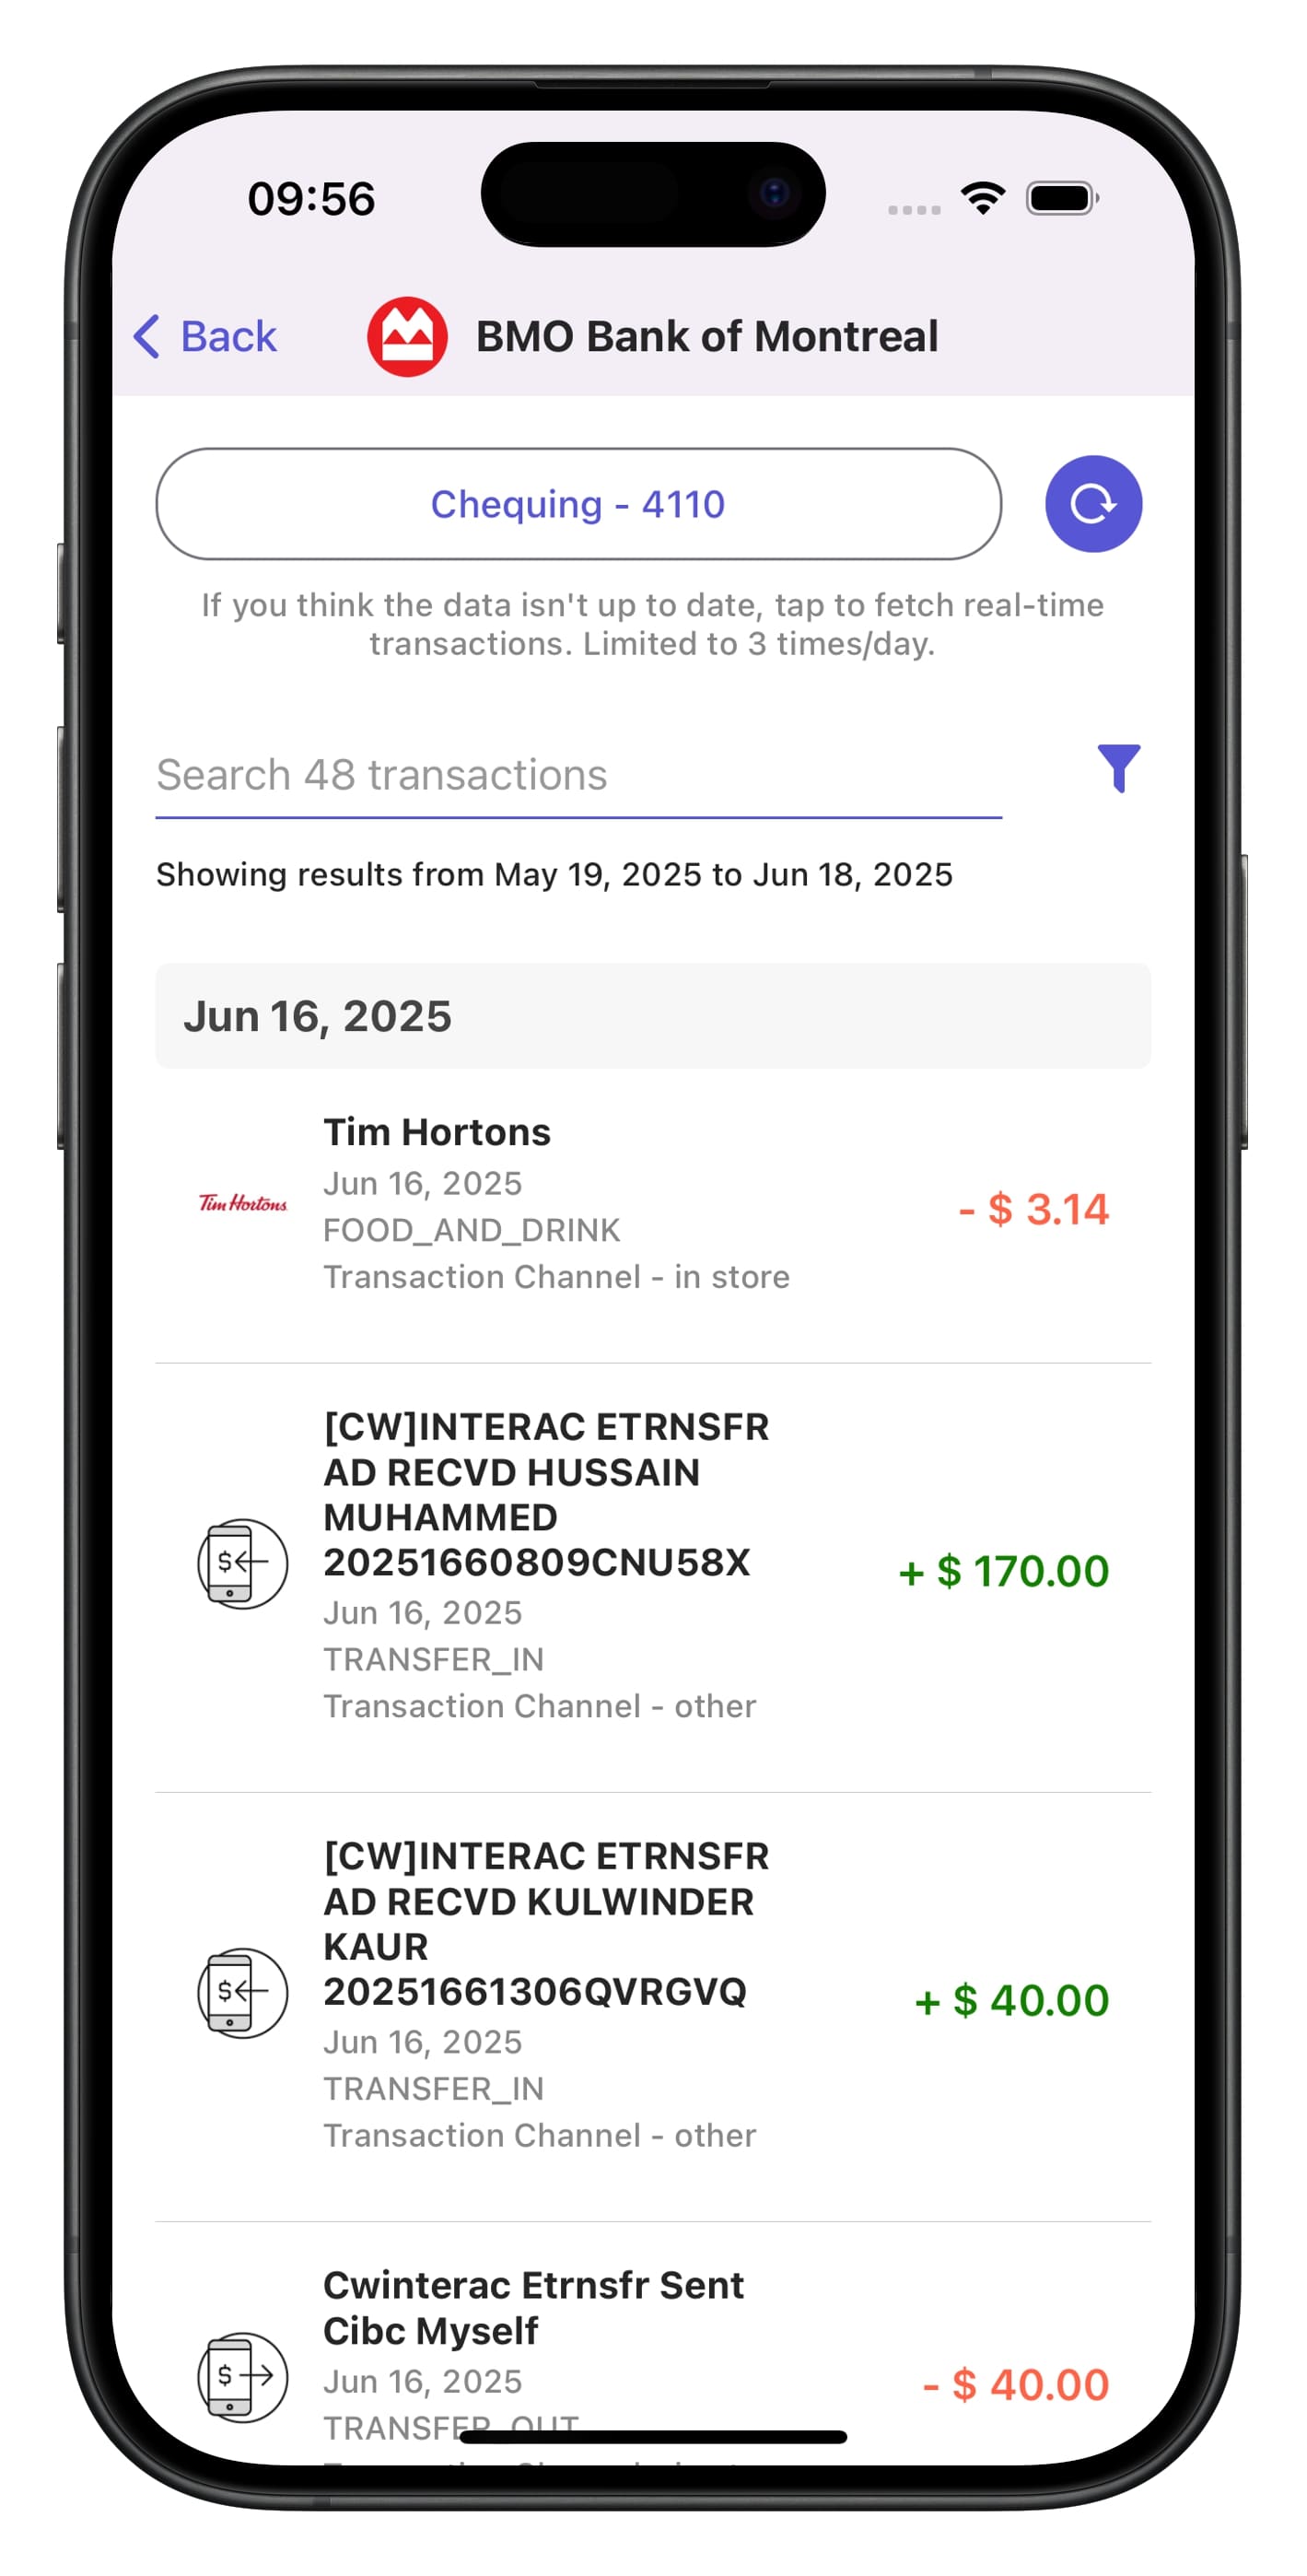 09:56
Back
BMO Bank of Montreal
Chequing - 4110
If you think the data isn't up to date, tap to fetch real-time
transactions. Limited to 3 times/day.
Search 48 transactions
Showing results from May 19, 2025 to Jun 18, 2025
Jun 16, 2025
Tim Hortons
Tim Hortons
Jun 16, 2025
FOOD_AND_DRINK
Transaction Channel - in store
- $ 3.14
[CW]INTERAC ETRNSFR
AD RECVD HUSSAIN
MUHAMMED
20251660809CNU58X
Jun 16, 2025
TRANSFER_IN
Transaction Channel - other
+ $ 170.00
[CW]INTERAC ETRNSFR
AD RECVD KULWINDER
KAUR
20251661306QVRGVQ
Jun 16, 2025
TRANSFER_IN
Transaction Channel - other
+ $ 40.00
Cwinterac Etrnsfr Sent
Cibc Myself
Jun 16, 2025
TRANSFER_OUT
- $ 40.00